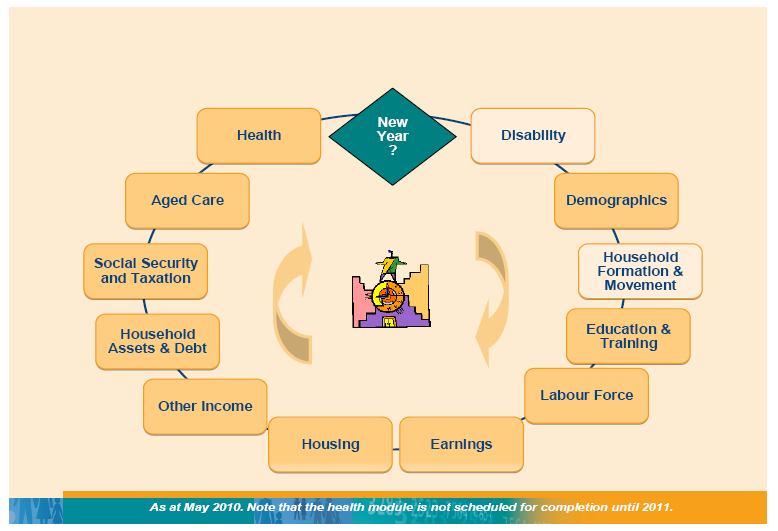 New
Year
?
Disability
Demographics
Household
Formation &
Movement
Education &
Training
Labour Force
Earnings
Housing
Other Income
Household
Assets & Debt
Social Security
and Taxation
Aged Care
Health
As at May 2010. Note that the health module is not scheduled for completion until 2011.